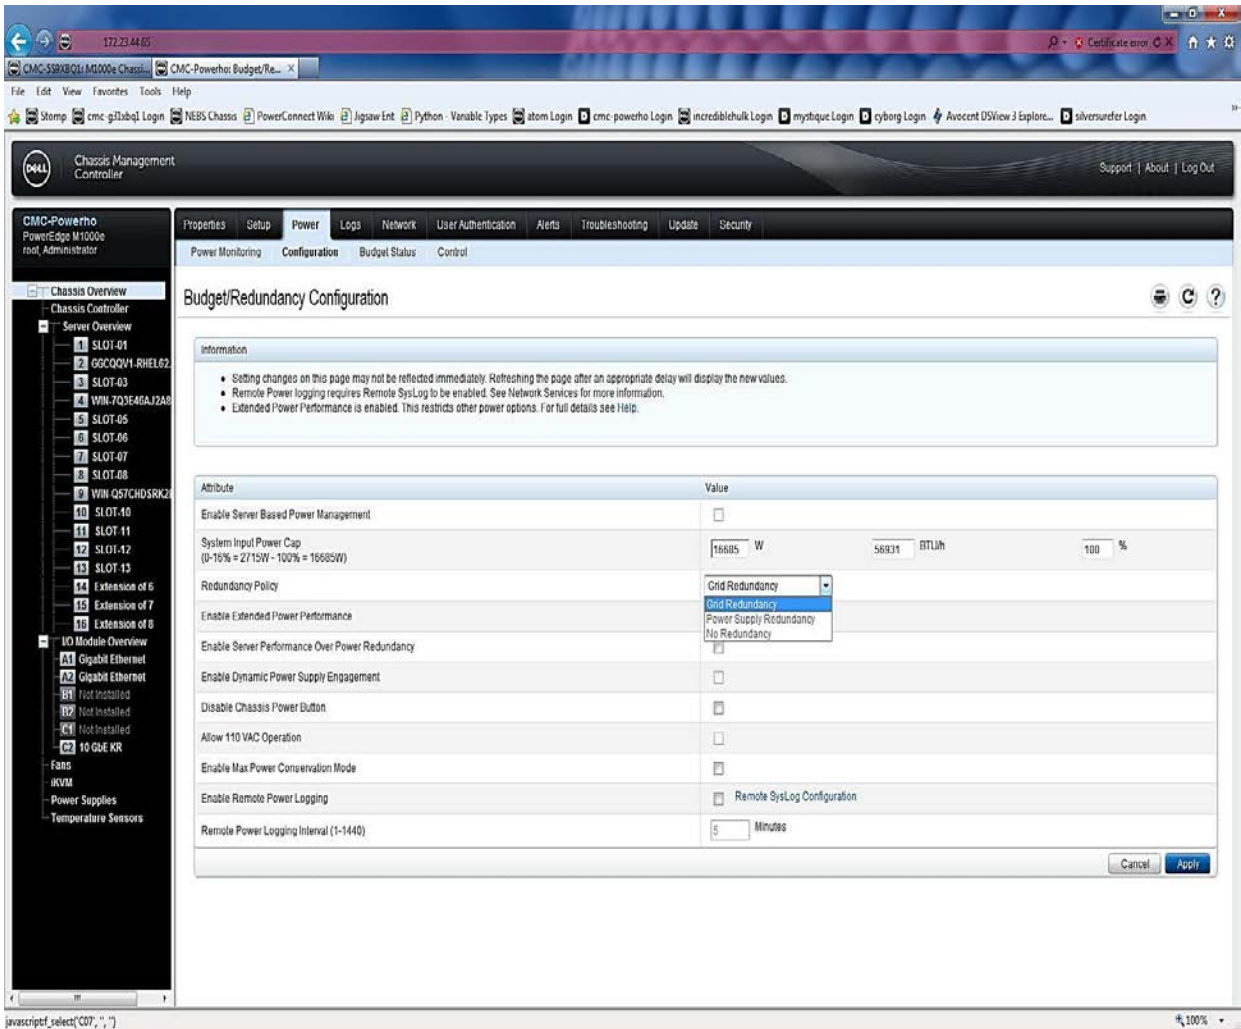 172.23.44.65
Certificate error
CMC-5S9XBQ1: M1000e Chassi...
CMC-Powerho: Budget/Re...
File Edit View Favorites Tools Help
Stomp cmc-g3lxbq1 Login NEBS Chassis PowerConnect Wiki Jigsaw Ent Python - Variable Types atom Login cmc-powerho Login incrediblehulk Login mystique Login cyborg Login Avocent DSView 3 Explore... silversurefer Login
DELL
Chassis Management
Controller
Support | About | Log Out
CMC-Powerho
PowerEdge M1000e
root, Administrator
Properties Setup Power Logs Network User Authentication Alerts Troubleshooting Update Security
Power Monitoring Configuration Budget Status Control
Chassis Overview
Chassis Controller
Server Overview
1 SLOT-01
2 GGCQQV1-RHEL62.
3 SLOT-03
4 WIN-7Q3E46AJ2A8
5 SLOT-05
6 SLOT-06
7 SLOT-07
8 SLOT-08
9 WIN-Q57CHDSRK2
10 SLOT-10
11 SLOT-11
12 SLOT-12
13 SLOT-13
14 Extension of 6
15 Extension of 7
16 Extension of 8
I/O Module Overview
A1 Gigabit Ethernet
A2 Gigabit Ethernet
B1 Not Installed
B2 Not Installed
C1 Not Installed
C2 10 GbE KR
Fans
iKVM
Power Supplies
Temperature Sensors
Budget/Redundancy Configuration
Information
Setting changes on this page may not be reflected immediately. Refreshing the page after an appropriate delay will display the new values.
Remote Power logging requires Remote SysLog to be enabled. See Network Services for more information.
Extended Power Performance is enabled. This restricts other power options. For full details see Help.
Attribute Value
Enable Server Based Power Management
System Input Power Cap
(0-16% = 2715W - 100% = 16685W)
16685 W 56931 BTU/h 100 %
Redundancy Policy
Grid Redundancy
Grid Redundancy
Power Supply Redundancy
No Redundancy
Enable Extended Power Performance
Enable Server Performance Over Power Redundancy
Enable Dynamic Power Supply Engagement
Disable Chassis Power Button
Allow 110 VAC Operation
Enable Max Power Conservation Mode
Enable Remote Power Logging
Remote SysLog Configuration
Remote Power Logging Interval (1-1440)
5 Minutes
Cancel Apply
javascript:f_select('C07', '', '')
100%